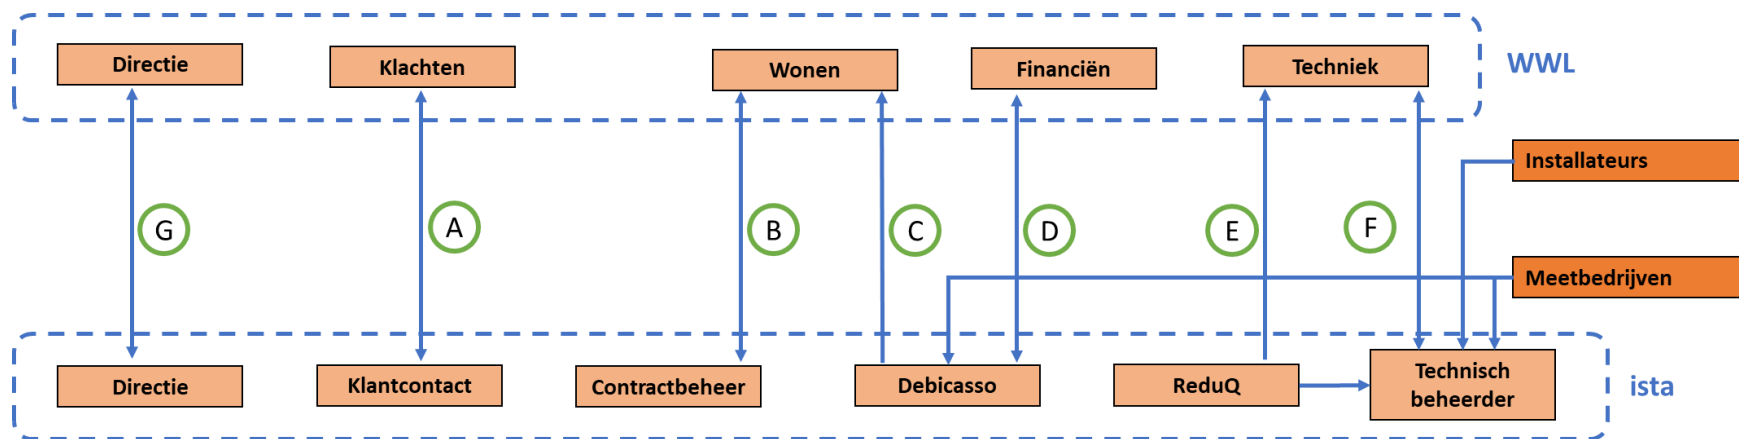 Directie
Klachten
Wonen
Financiën
Techniek
WWL
Installateurs
G
A
B
C
D
E
F
Meetbedrijven
Directie
Klantcontact
Contractbeheer
Debicasso
ReduQ
Technisch
beheerder
ista